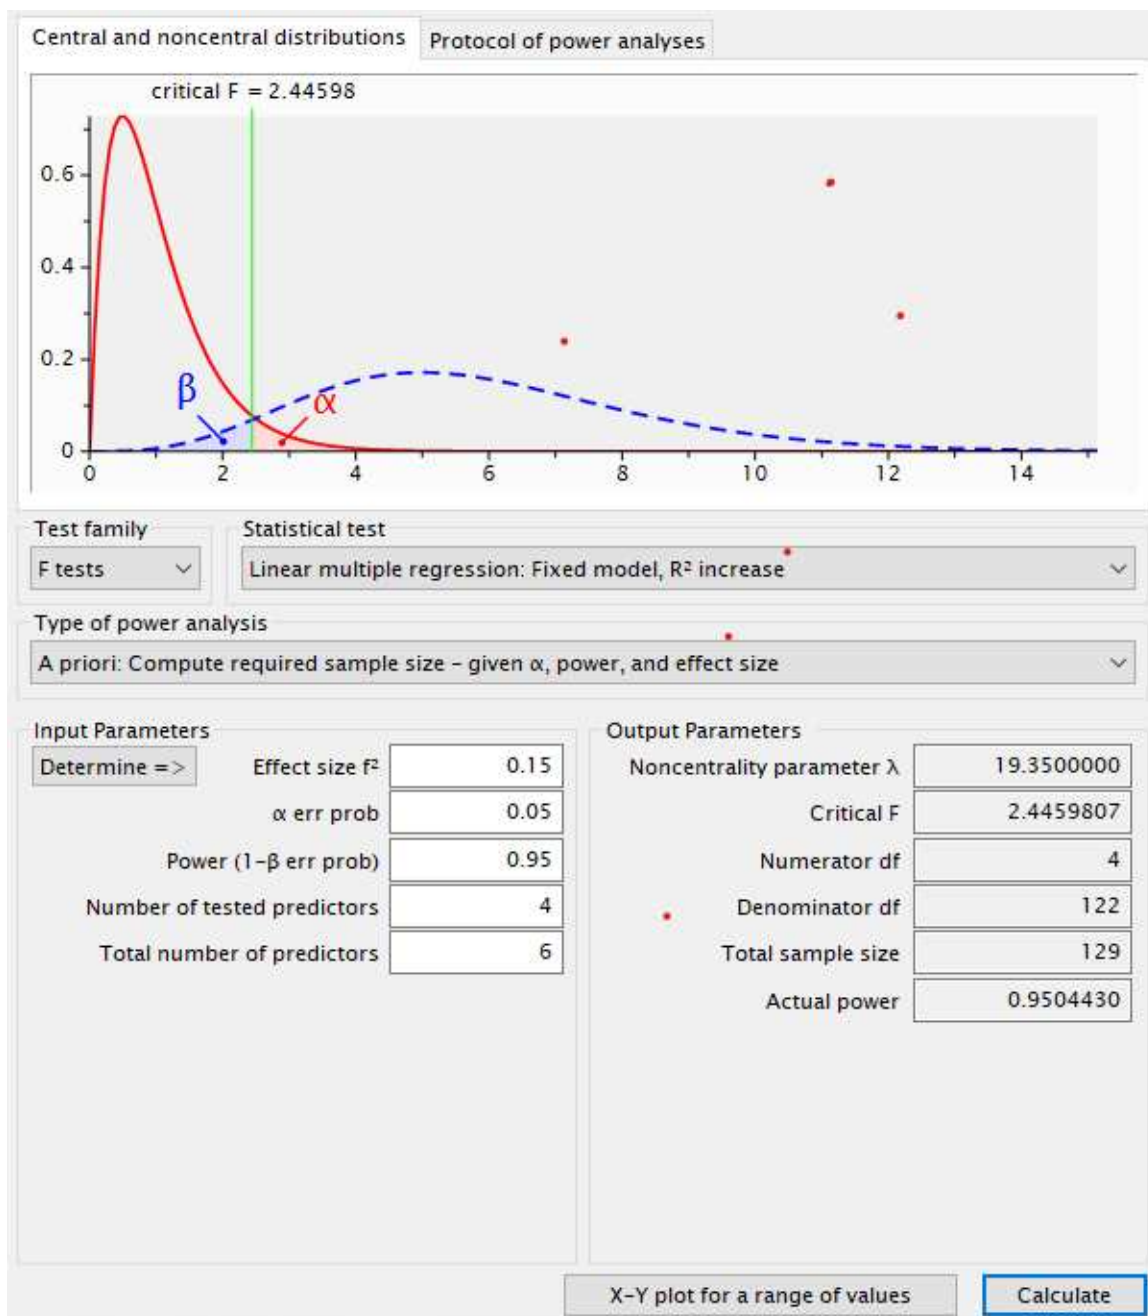 Central and noncentral distributions Protocol of power analyses
critical F = 2.44598
0.6
0.4
0.2
0
β
α
0 2 4 6 8 10 12 14
Test family Statistical test
F tests Linear multiple regression: Fixed model, R² increase
Type of power analysis
A priori: Compute required sample size – given α, power, and effect size
Input Parameters
Determine =>
Effect size f² 0.15
α err prob 0.05
Power (1-β err prob) 0.95
Number of tested predictors 4
Total number of predictors 6
Output Parameters
Noncentrality parameter λ 19.3500000
Critical F 2.4459807
Numerator df 4
Denominator df 122
Total sample size 129
Actual power 0.9504430
X-Y plot for a range of values Calculate